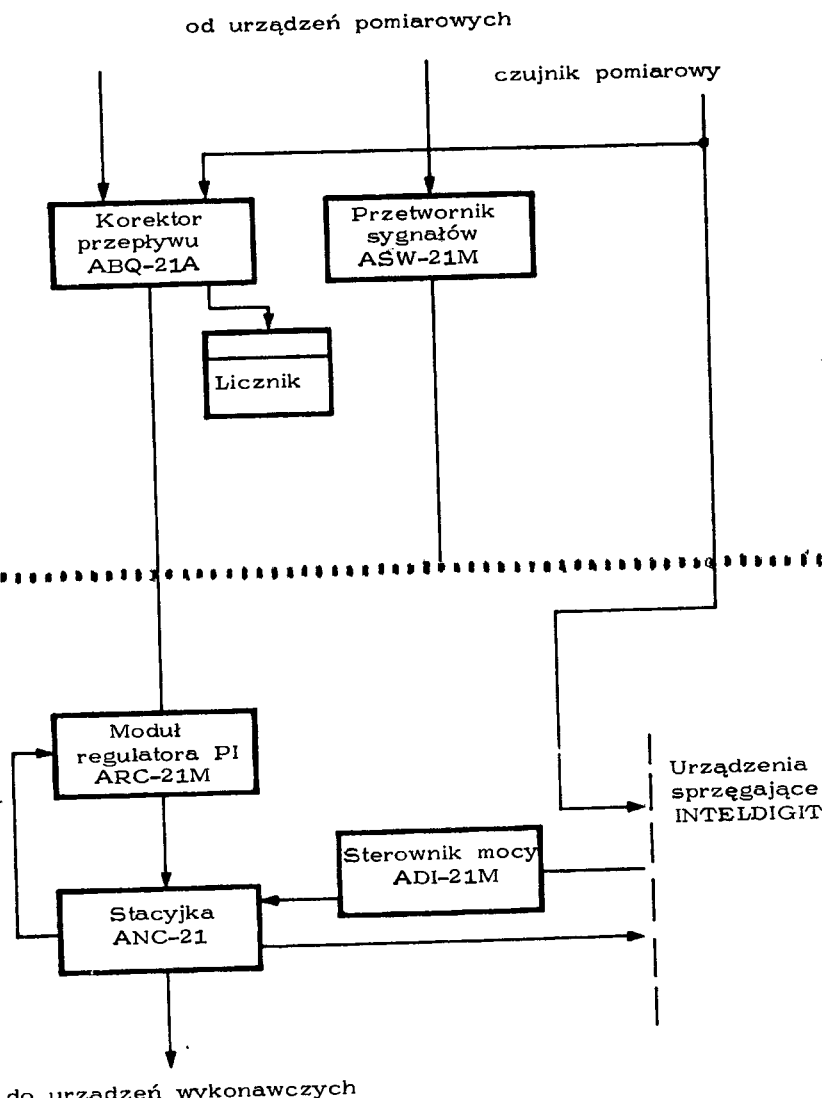 od urządzeń pomiarowych
czujnik pomiarowy
Korektor
przepływu
ABQ-21A
Przetwornik
sygnałów
ASW-21M
Licznik
Moduł
regulatora PI
ARC-21M
Urządzenia
sprzęgające
INTELDIGIT
Sterownik mocy
ADI-21M
Stacyjka
ANC-21
do urządzeń wykonawczych